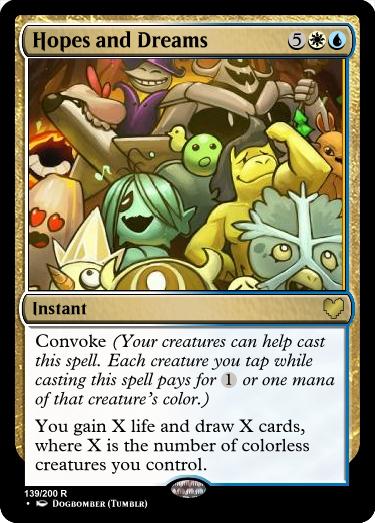 Hopes and Dreams 5
Instant
Convoke (Your creatures can help cast
this spell. Each creature you tap while
casting this spell pays for 1 or one mana
of that creature's color.)
You gain X life and draw X cards,
where X is the number of colorless
creatures you control.
139/200 R
• DOGBOMBER (TUMBLR)